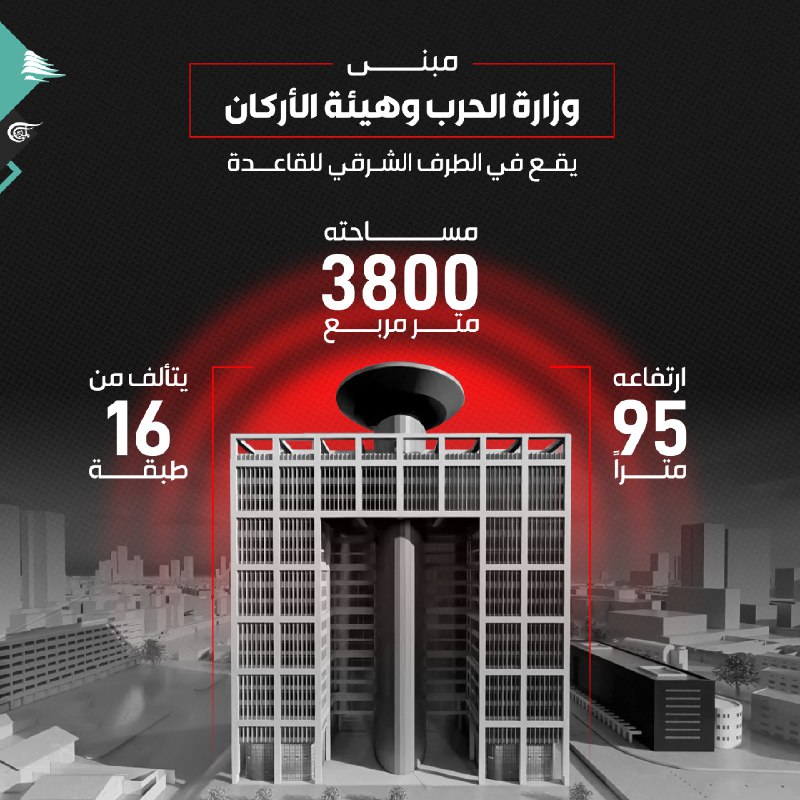 مبنى
وزارة الحرب وهيئة الأركان
يقع في الطرف الشرقي للقاعدة
مساحته
3800
متر مربع
ارتفاعه
95
متراً
يتألف من
16
طبقة